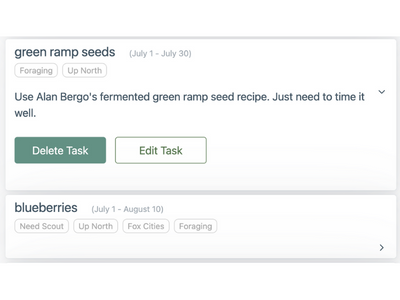 green ramp seeds (July 1 - July 30)
Foraging Up North
Use Alan Bergo's fermented green ramp seed recipe. Just need to time it
well.
Delete Task Edit Task
blueberries (July 1 - August 10)
Need Scout Up North Fox Cities Foraging